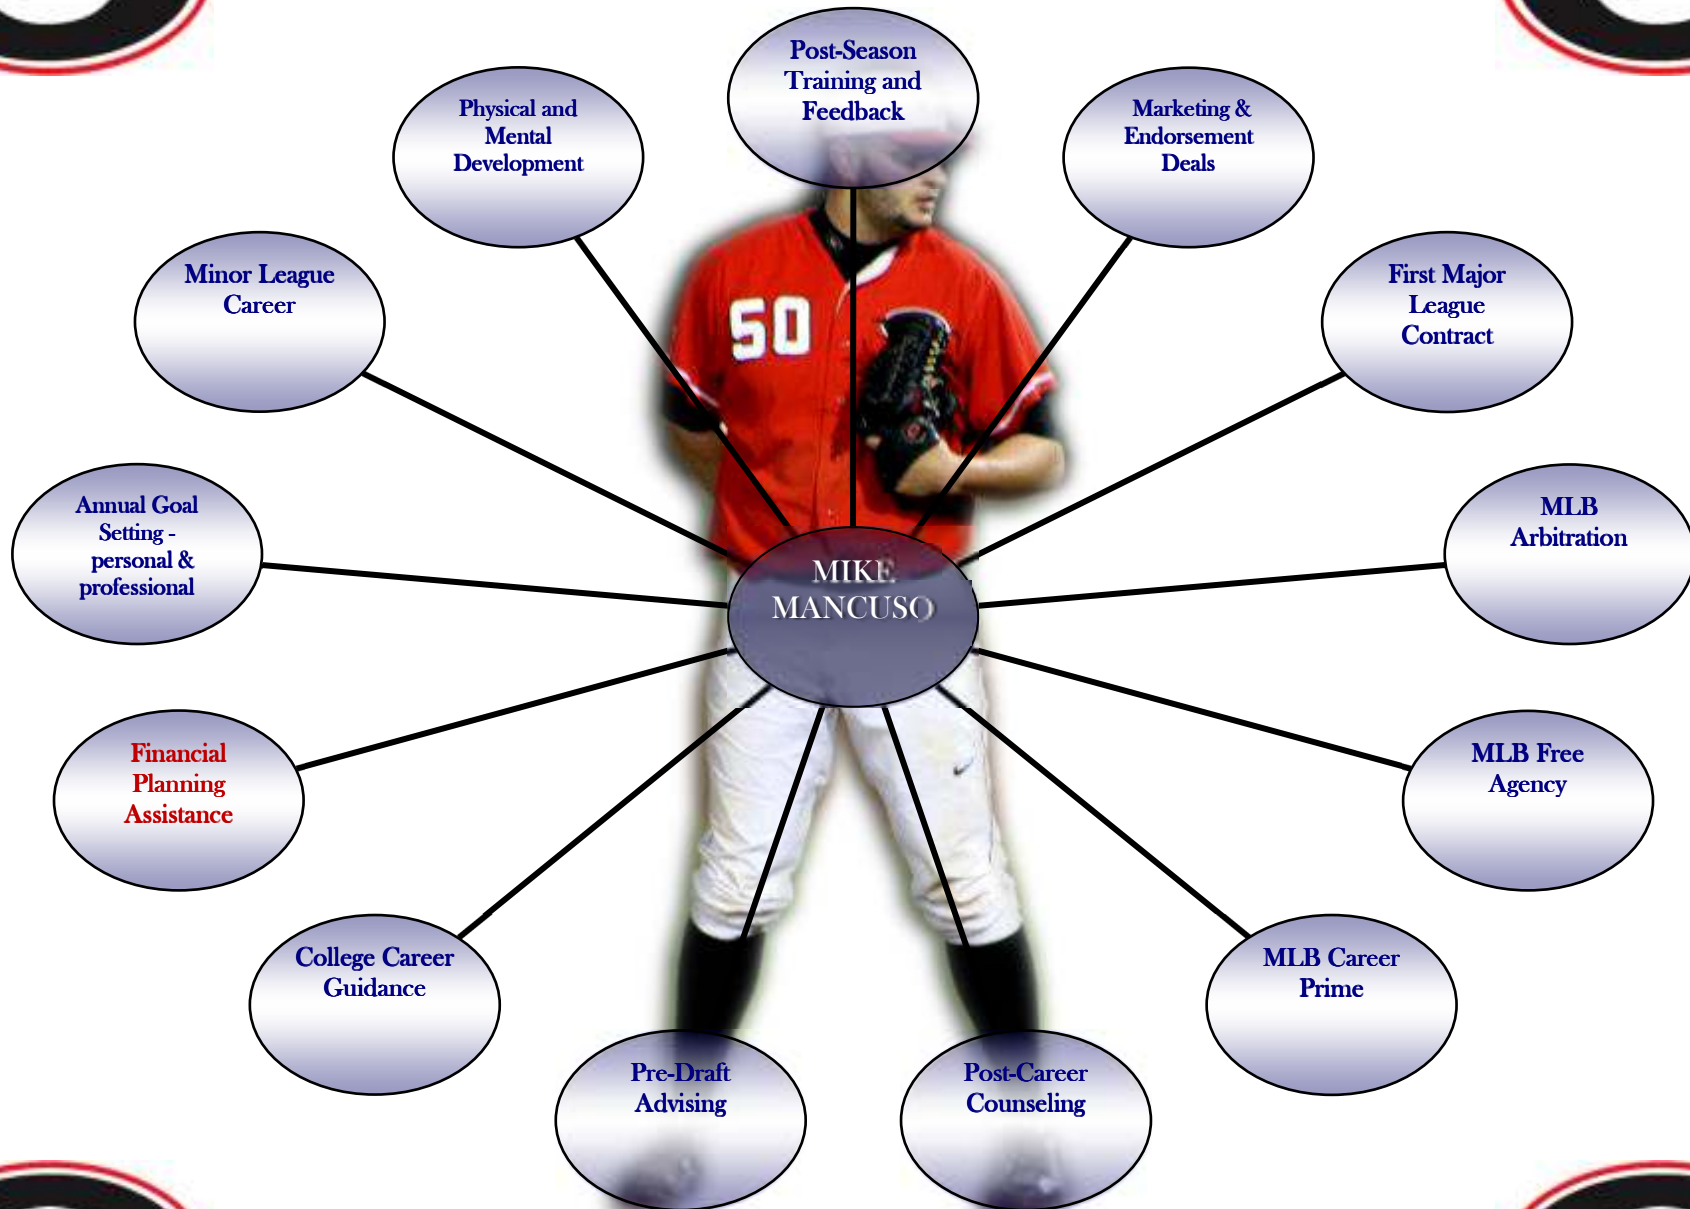 Post-Season
Training and
Feedback
Physical and
Mental
Development
Marketing &
Endorsement
Deals
Minor League
Career
First Major
League
Contract
50
Annual Goal
Setting -
personal &
professional
MLB
Arbitration
MIKE
MANCUSO
Financial
Planning
Assistance
MLB Free
Agency
College Career
Guidance
MLB Career
Prime
Pre-Draft
Advising
Post-Career
Counseling